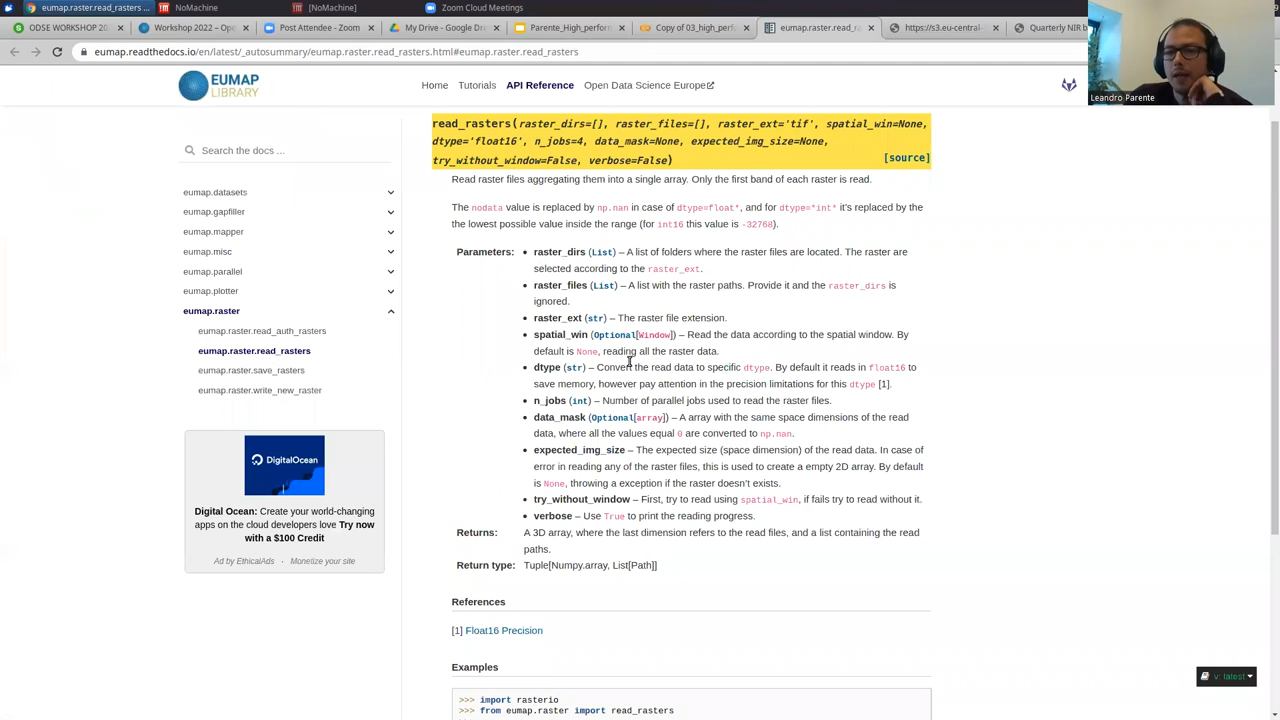 [NoMachine]
NoMachine
[NoMachine]
Zoom Cloud Meetings
ODSE WORKSHOP 202
Workshop 2022 – Op
Post Attendee - Zoom
My Drive - Google Dr
Parente_High_perfor
Copy of 03_high_perf
eumap.raster.read_ra
https://s3.eu-central-
Quarterly NIR b
eumap.readthedocs.io/en/latest/_autosummary/eumap.raster.read_rasters.html#eumap.raster.read_rasters
Leandro Parente
EUMAP
LIBRARY
Home
Tutorials
API Reference
Open Data Science Europe
Search the docs ...
eumap.datasets
eumap.gapfiller
eumap.mapper
eumap.misc
eumap.parallel
eumap.plotter
eumap.raster
eumap.raster.read_auth_rasters
eumap.raster.read_rasters
eumap.raster.save_rasters
eumap.raster.write_new_raster
DigitalOcean
Digital Ocean: Create your world-changing
apps on the cloud developers love Try now
with a $100 Credit
Ad by EthicalAds · Monetize your site
read_rasters(raster_dirs=[], raster_files=[], raster_ext='tif', spatial_win=None,
dtype='float16', n_jobs=4, data_mask=None, expected_img_size=None,
try_without_window=False, verbose=False)
[source]
Read raster files aggregating them into a single array. Only the first band of each raster is read.
The nodata value is replaced by np.nan in case of dtype=float*, and for dtype=*int* it's replaced by the
the lowest possible value inside the range (for int16 this value is -32768).
Parameters:
• raster_dirs (List) – A list of folders where the raster files are located. The raster are
selected according to the raster_ext.
• raster_files (List) – A list with the raster paths. Provide it and the raster_dirs is
ignored.
• raster_ext (str) – The raster file extension.
• spatial_win (Optional[Window]) – Read the data according to the spatial window. By
default is None, reading all the raster data.
• dtype (str) – Convert the read data to specific dtype. By default it reads in float16 to
save memory, however pay attention in the precision limitations for this dtype [1].
• n_jobs (int) – Number of parallel jobs used to read the raster files.
• data_mask (Optional[array]) – A array with the same space dimensions of the read
data, where all the values equal 0 are converted to np.nan.
• expected_img_size – The expected size (space dimension) of the read data. In case of
error in reading any of the raster files, this is used to create a empty 2D array. By default
is None, throwing a exception if the raster doesn't exists.
• try_without_window – First, try to read using spatial_win, if fails try to read without it.
• verbose – Use True to print the reading progress.
Returns:
A 3D array, where the last dimension refers to the read files, and a list containing the read
paths.
Return type:
Tuple[Numpy.array, List[Path]]
References
[1] Float16 Precision
Examples
>>> import rasterio
>>> from eumap.raster import read_rasters
v: latest